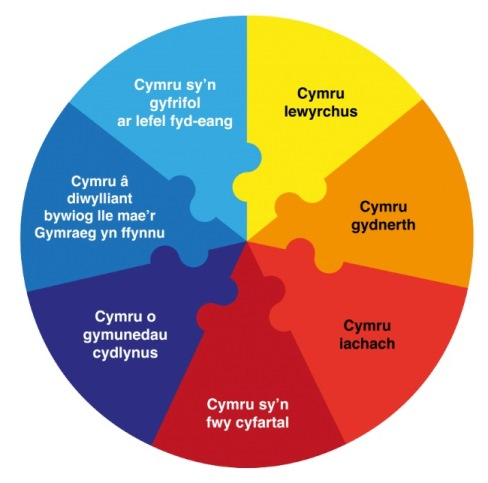 Cymru
lewyrchus
Cymru
gydnerth
Cymru
iachach
Cymru sy’n
fwy cyfartal
Cymru o
gymunedau
cydlynus
Cymru â
diwylliant
bywiog lle mae’r
Gymraeg yn ffynnu
Cymru sy’n
gyfrifol
ar lefel fyd-eang